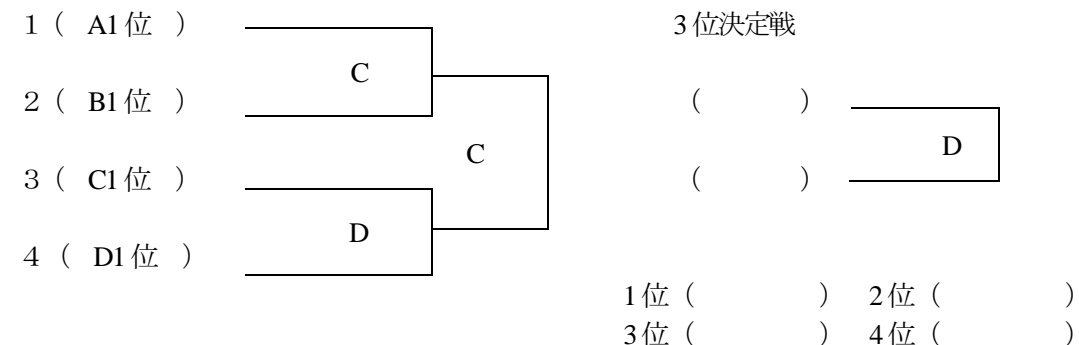 1（ A1位 ）
3位決定戦
C
2（ B1位 ）
（ ）
C
D
3（ C1位 ）
（ ）
D
4（ D1位 ）
1位（ ） 2位（ ）
3位（ ） 4位（ ）